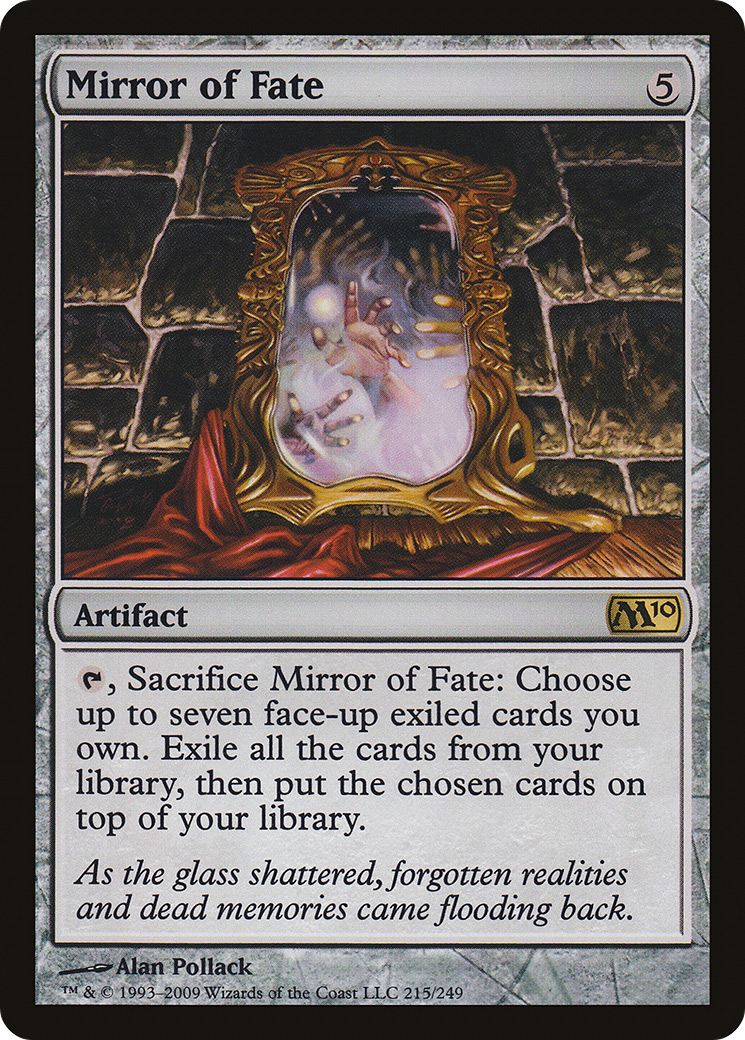 Mirror of Fate 5
Artifact M10
, Sacrifice Mirror of Fate: Choose
up to seven face-up exiled cards you
own. Exile all the cards from your
library, then put the chosen cards on
top of your library.
As the glass shattered, forgotten realities
and dead memories came flooding back.
Alan Pollack
™ & © 1993–2009 Wizards of the Coast LLC 215/249